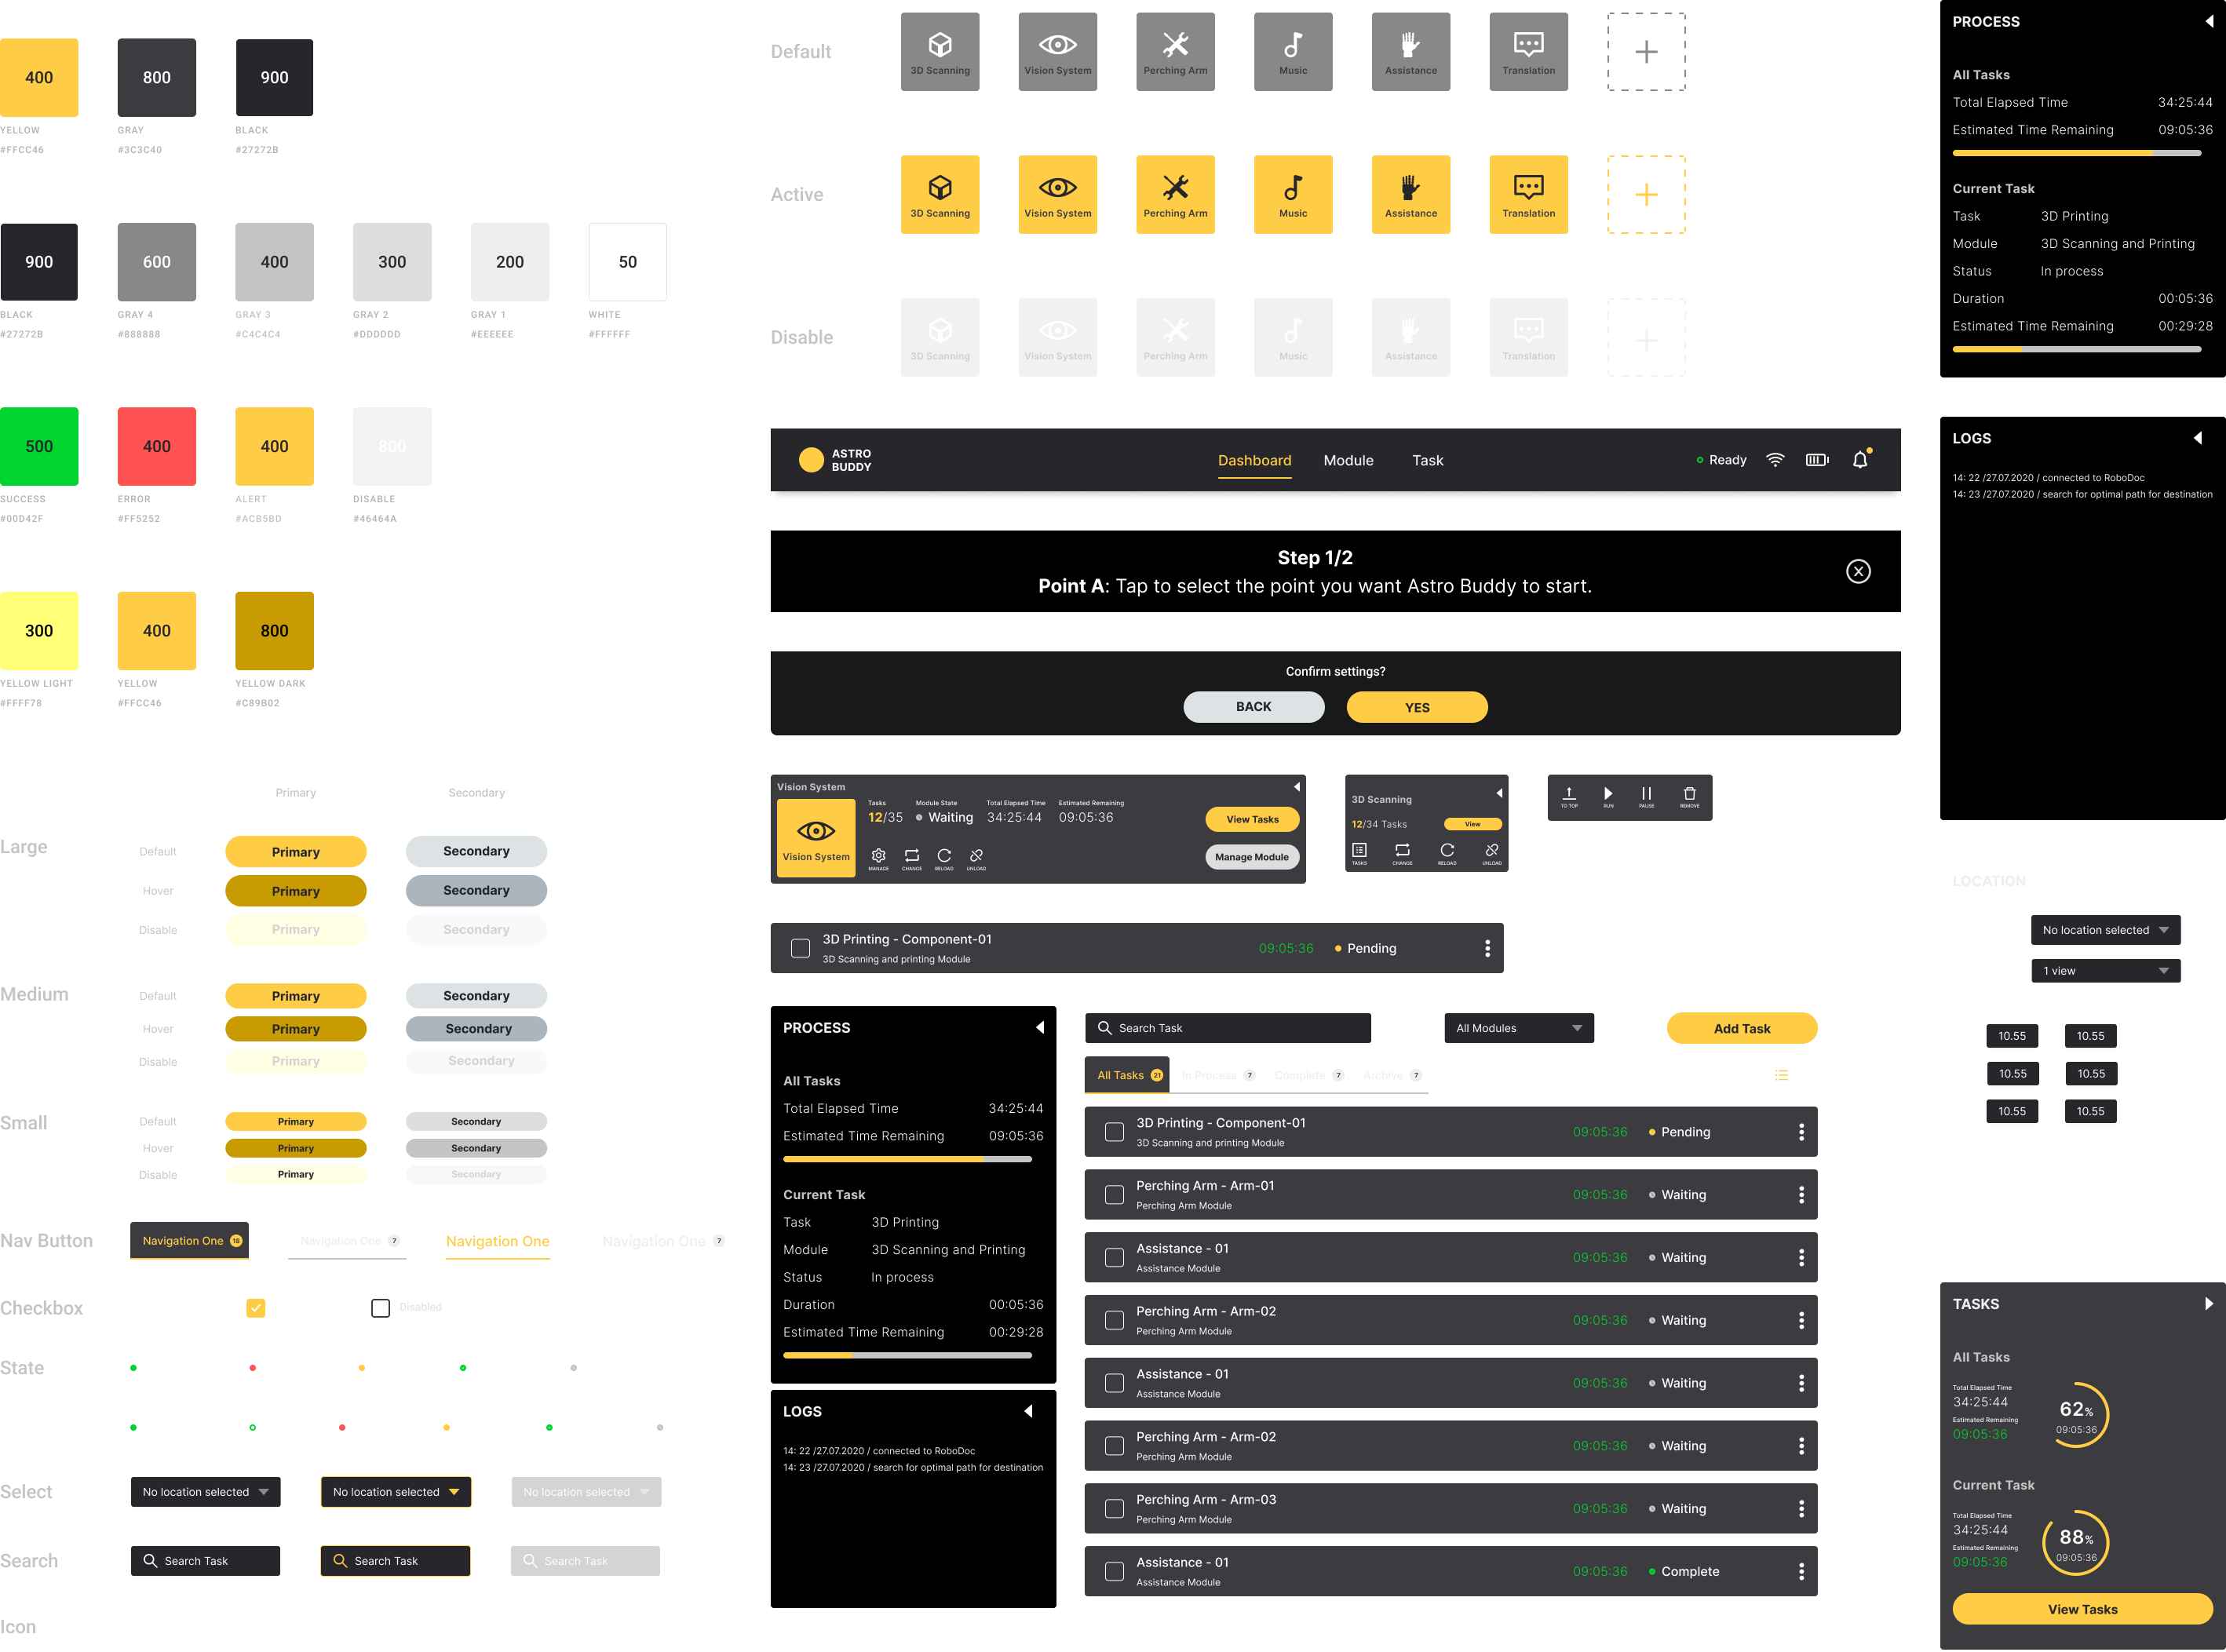 400
800
900
YELLOW
GRAY
BLACK
#FFCC46
#3C3C40
#27272B
900
600
400
300
200
50
BLACK
GRAY 4
GRAY 3
GRAY 2
GRAY 1
WHITE
#27272B
#888888
#C4C4C4
#DDDDDD
#EEEEEE
#FFFFFF
500
400
400
800
SUCCESS
ERROR
ALERT
DISABLE
#00D42F
#FF5252
#ACB5BD
#46464A
300
400
800
YELLOW LIGHT
YELLOW
YELLOW DARK
#FFFF78
#FFCC46
#C89B02
Primary
Secondary
Large
Default
Primary
Secondary
Hover
Primary
Secondary
Disable
Primary
Secondary
Medium
Default
Primary
Secondary
Hover
Primary
Secondary
Disable
Primary
Secondary
Small
Default
Primary
Secondary
Hover
Primary
Secondary
Disable
Primary
Secondary
Nav Button
Navigation One 18
Navigation One 7
Navigation One
Navigation One 7
Checkbox
Disabled
State
Select
No location selected
No location selected
No location selected
Search
Search Task
Search Task
Search Task
Icon
Default
3D Scanning
Vision System
Perching Arm
Music
Assistance
Translation
Active
3D Scanning
Vision System
Perching Arm
Music
Assistance
Translation
Disable
3D Scanning
Vision System
Perching Arm
Music
Assistance
Translation
ASTRO
BUDDY
Dashboard
Module
Task
Ready
Step 1/2
Point A: Tap to select the point you want Astro Buddy to start.
Confirm settings?
BACK
YES
Vision System
Vision System
Tasks
Module State
Total Elapsed Time
Estimated Remaining
12/35
Waiting
34:25:44
09:05:36
MANAGE
CHANGE
RELOAD
UNLOAD
View Tasks
Manage Module
3D Scanning
12/34 Tasks
View
TASKS
CHANGE
RELOAD
UNLOAD
TO TOP
RUN
PAUSE
REMOVE
3D Printing - Component-01
3D Scanning and printing Module
09:05:36
Pending
PROCESS
All Tasks
Total Elapsed Time 34:25:44
Estimated Time Remaining 09:05:36
Current Task
Task 3D Printing
Module 3D Scanning and Printing
Status In process
Duration 00:05:36
Estimated Time Remaining 00:29:28
LOGS
14: 22 /27.07.2020 / connected to RoboDoc
14: 23 /27.07.2020 / search for optimal path for destination
Search Task
All Modules
Add Task
All Tasks 21
In Process 7
Complete 7
Archive 7
3D Printing - Component-01
3D Scanning and printing Module
09:05:36
Pending
Perching Arm - Arm-01
Perching Arm Module
09:05:36
Waiting
Assistance - 01
Assistance Module
09:05:36
Waiting
Perching Arm - Arm-02
Perching Arm Module
09:05:36
Waiting
Assistance - 01
Assistance Module
09:05:36
Waiting
Perching Arm - Arm-02
Perching Arm Module
09:05:36
Waiting
Perching Arm - Arm-03
Perching Arm Module
09:05:36
Waiting
Assistance - 01
Assistance Module
09:05:36
Complete
PROCESS
All Tasks
Total Elapsed Time 34:25:44
Estimated Time Remaining 09:05:36
Current Task
Task 3D Printing
Module 3D Scanning and Printing
Status In process
Duration 00:05:36
Estimated Time Remaining 00:29:28
LOGS
14: 22 /27.07.2020 / connected to RoboDoc
14: 23 /27.07.2020 / search for optimal path for destination
LOCATION
No location selected
1 view
10.55 10.55
10.55 10.55
10.55 10.55
TASKS
All Tasks
Total Elapsed Time
34:25:44
Estimated Remaining
09:05:36
62%
09:05:36
Current Task
Total Elapsed Time
34:25:44
Estimated Remaining
09:05:36
88%
09:05:36
View Tasks